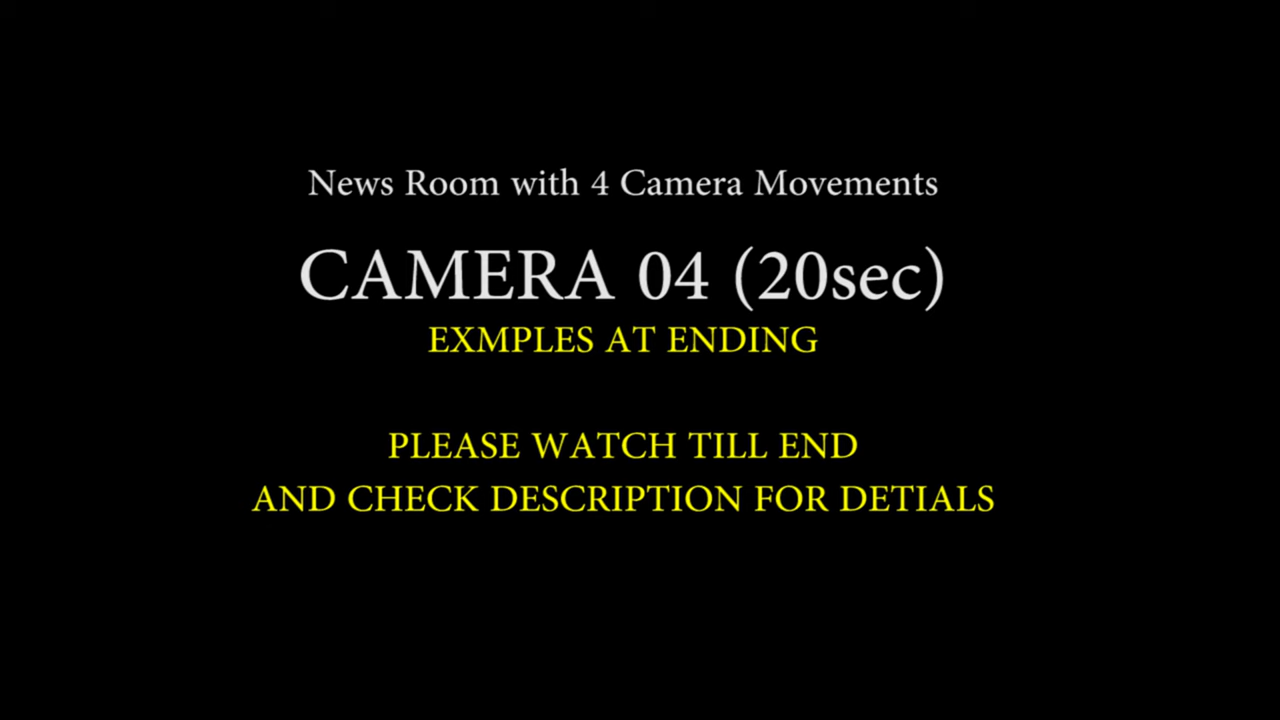 News Room with 4 Camera Movements
CAMERA 04 (20sec)
EXMPLES AT ENDING
PLEASE WATCH TILL END
AND CHECK DESCRIPTION FOR DETIALS